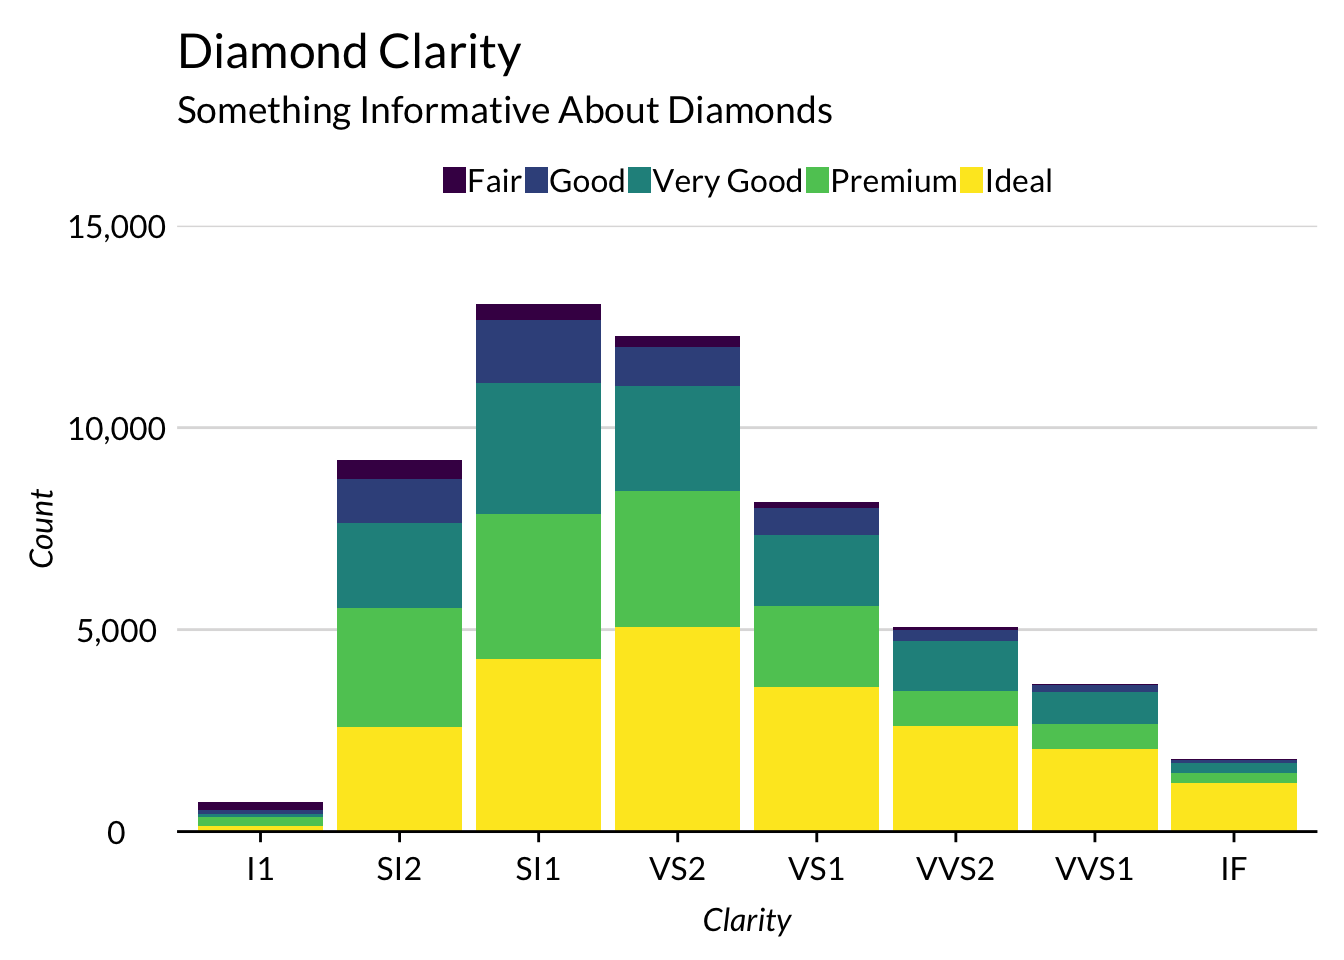 Diamond Clarity
Something Informative About Diamonds
Fair Good Very Good Premium Ideal
15,000
10,000
5,000
0
Count
I1 SI2 SI1 VS2 VS1 VVS2 VVS1 IF
Clarity